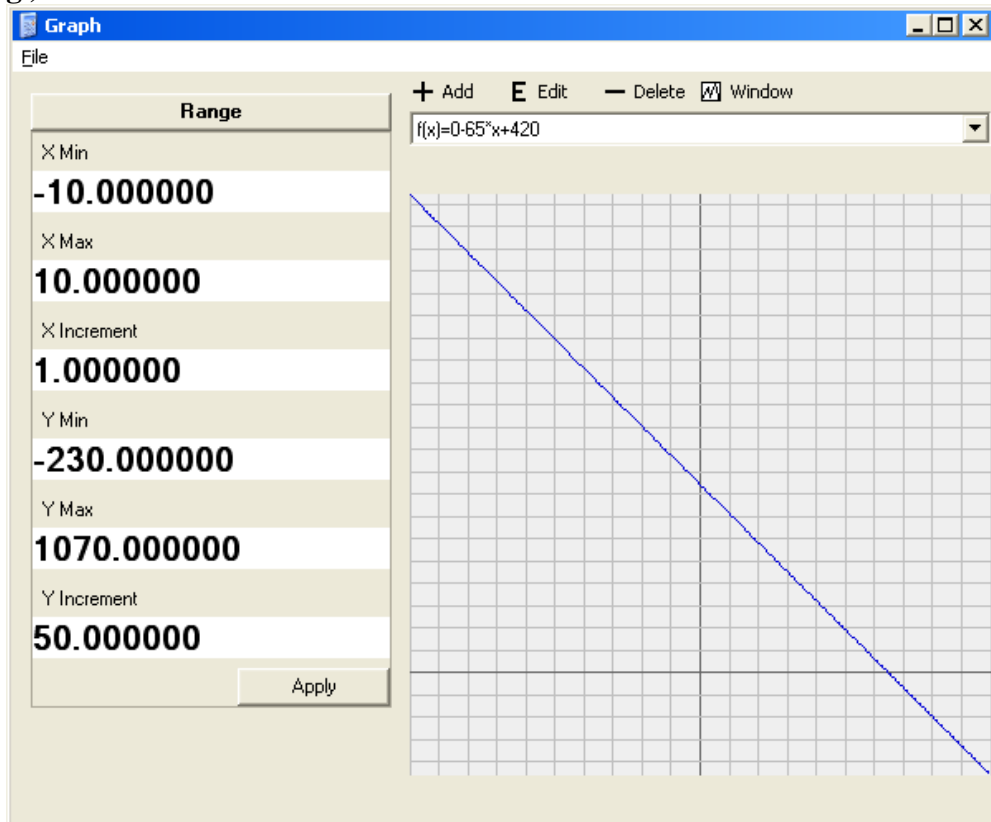 Graph
File
Range
X Min
-10.000000
X Max
10.000000
X Increment
1.000000
Y Min
-230.000000
Y Max
1070.000000
Y Increment
50.000000
Apply
+ Add E Edit — Delete Window
f(x)=0-65*x+420